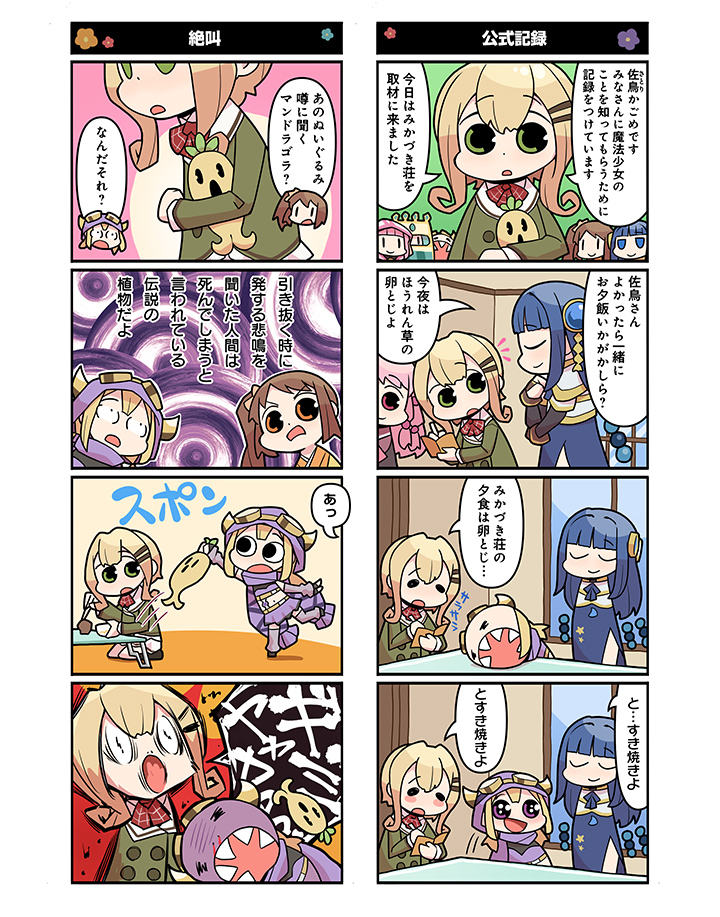 公式記録
佐鳥かごめです
さとり
みなさんに魔法少女の
ことを知ってもらうために
記録をつけています
今日はみかづき荘を
取材に来ました
佐鳥さん
よかったら一緒に
お夕飯いかがかしら?
今夜は
ほうれん草の
卵とじよ
みかづき荘の
夕食は卵とじ…
ギリギリ
と…すき焼きよ
とすき焼きよ
絶叫
あのぬいぐるみ
噂に聞く
マンドラゴラ?
なんだそれ?
引き抜く時に
発する悲鳴を
聞いた人間は
死んでしまうと
言われている
伝説の
植物だよ
あっ
スポン